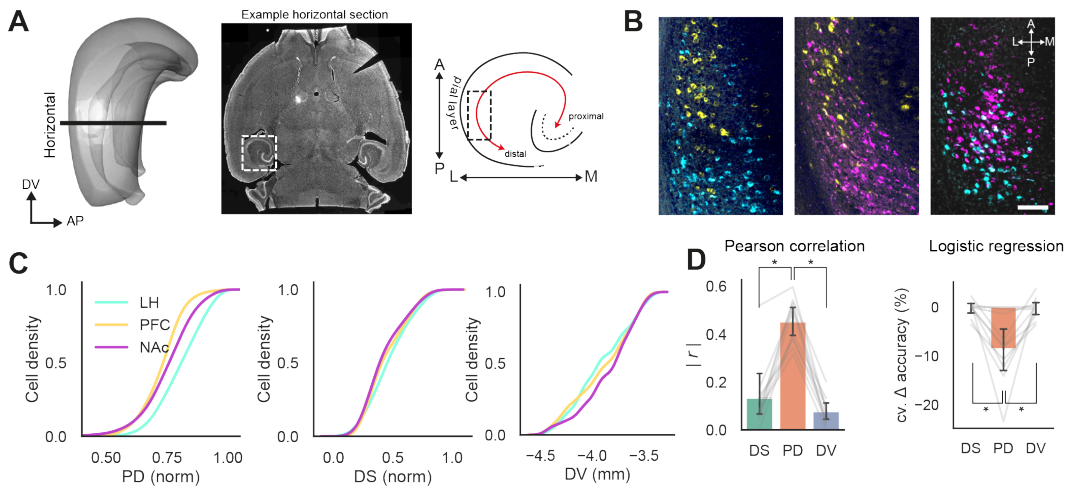 A
Example horizontal section
Horizontal
DV
AP
A
P
L
M
pial layer
proximal
distal
B
A
L
M
P
C
Cell density
1.0
0.5
0.0
LH
PFC
NAc
0.50
0.75
1.00
PD (norm)
Cell density
1.0
0.5
0.0
0.0
0.5
1.0
DS (norm)
Cell density
1.0
0.5
0.0
−4.5
−4.0
−3.5
DV (mm)
D
Pearson correlation
*
*
| r |
0.6
0.4
0.2
0.0
DS
PD
DV
Logistic regression
cv. Δ accuracy (%)
0
−10
−20
*
*
DS
PD
DV